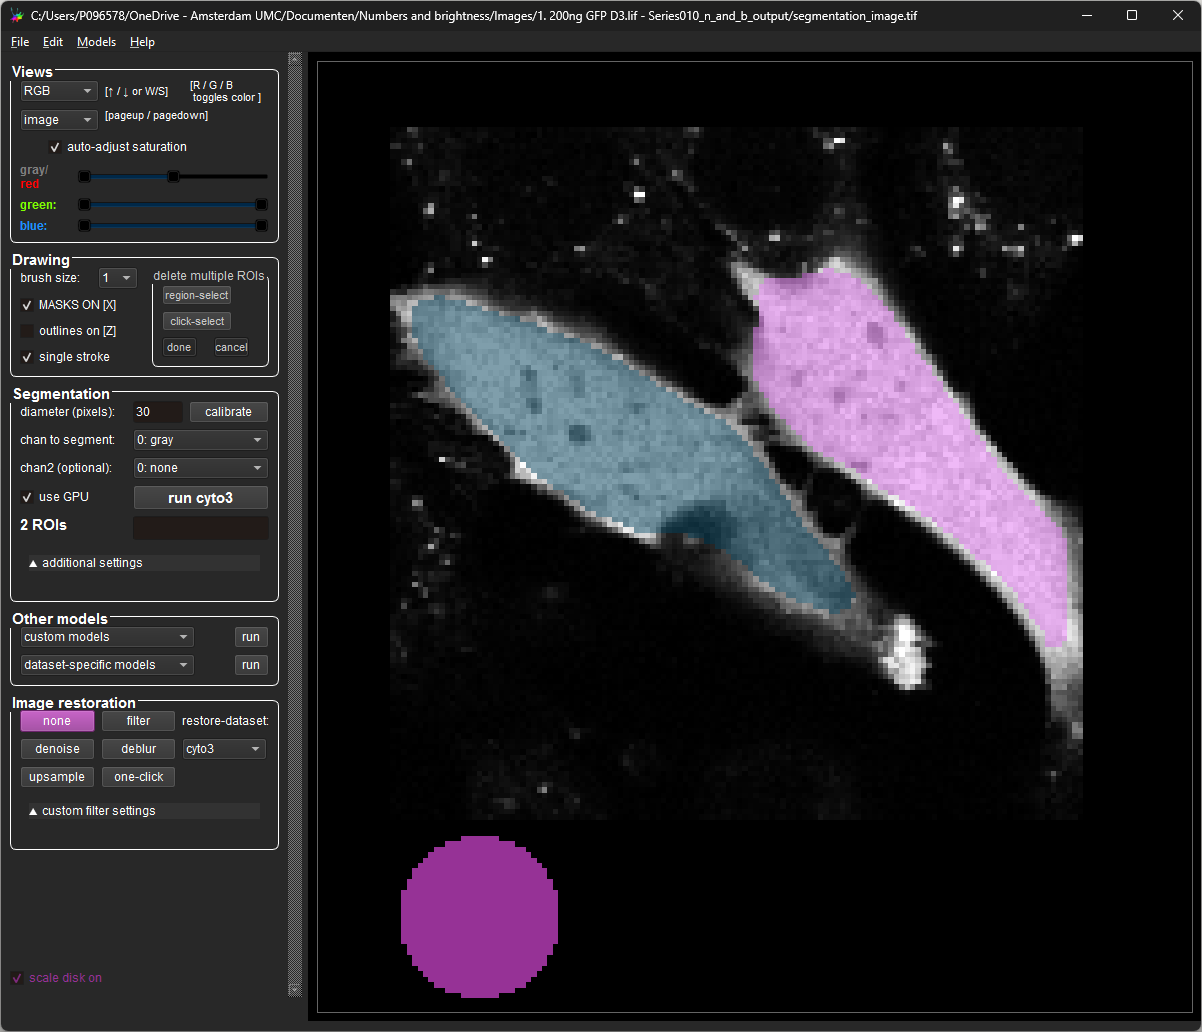 C:/Users/P096578/OneDrive - Amsterdam UMC/Documenten/Numbers and brightness/Images/1. 200ng GFP D3.lif - Series010_n_and_b_output/segmentation_image.tif
File Edit Models Help
Views
RGB [↑ / ↓ or W/S] [R / G / B
toggles color ]
image [pageup / pagedown]
auto-adjust saturation
gray/
red
green:
blue:
Drawing
brush size: 1 delete multiple ROIs
region-select
MASKS ON [X]
click-select
outlines on [Z]
done cancel
single stroke
Segmentation
diameter (pixels): 30 calibrate
chan to segment: 0: gray
chan2 (optional): 0: none
use GPU run cyto3
2 ROIs
▲ additional settings
Other models
custom models run
dataset-specific models run
Image restoration
none filter restore-dataset:
denoise deblur cyto3
upsample one-click
▲ custom filter settings
scale disk on